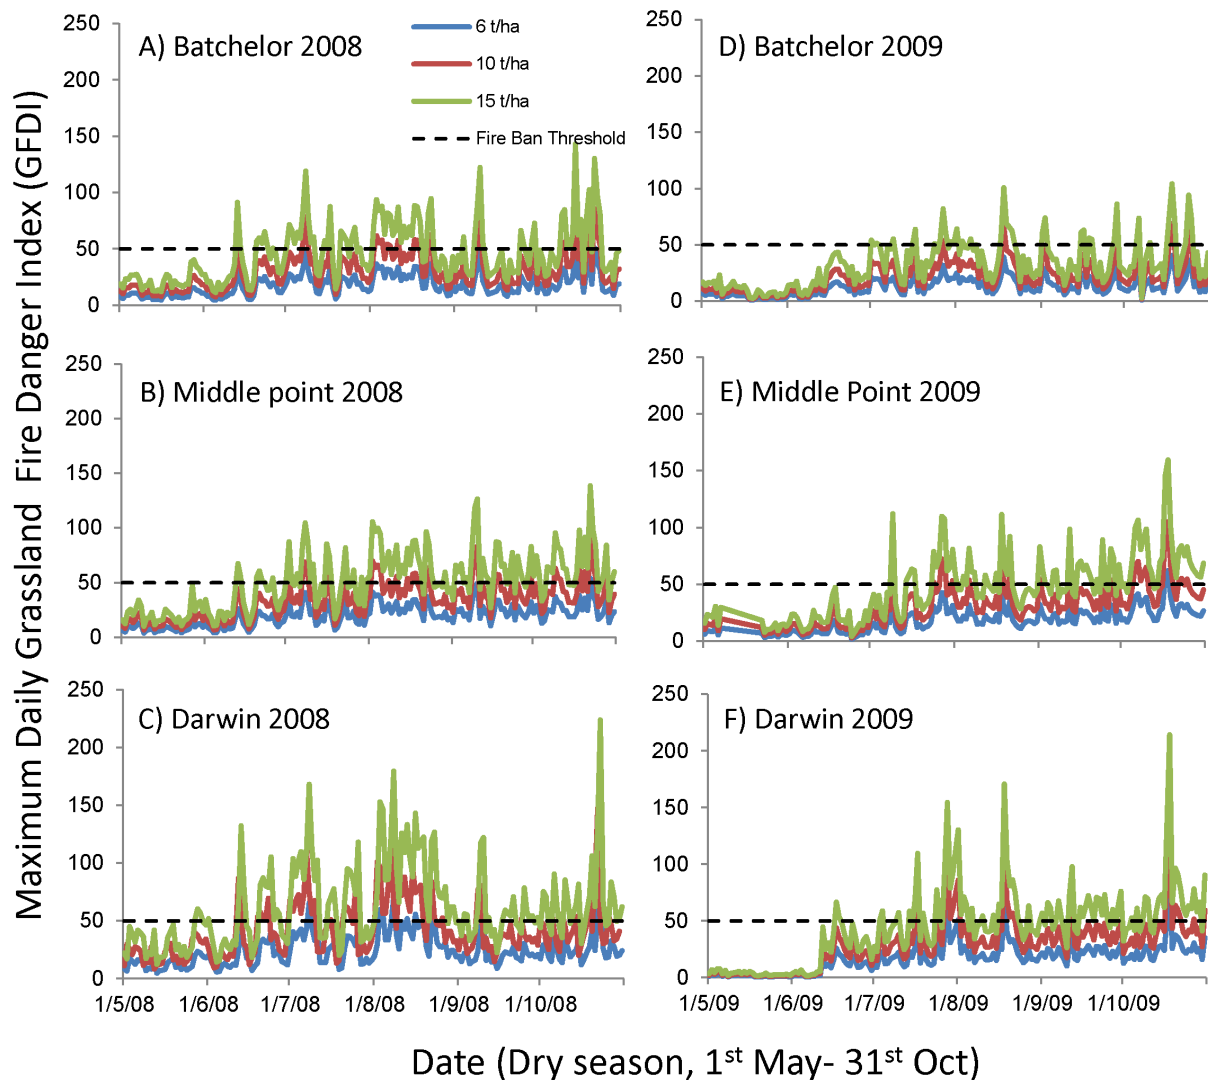 Maximum Daily Grassland Fire Danger Index (GFDI)
A) Batchelor 2008
6 t/ha
10 t/ha
15 t/ha
Fire Ban Threshold
250
200
150
100
50
0
D) Batchelor 2009
250
200
150
100
50
0
B) Middle point 2008
250
200
150
100
50
0
E) Middle Point 2009
250
200
150
100
50
0
C) Darwin 2008
250
200
150
100
50
0
1/5/08 1/6/08 1/7/08 1/8/08 1/9/08 1/10/08
F) Darwin 2009
250
200
150
100
50
0
1/5/09 1/6/09 1/7/09 1/8/09 1/9/09 1/10/09
Date (Dry season, 1st May- 31st Oct)